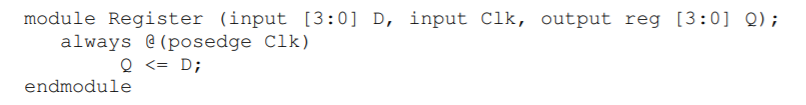 module Register (input [3:0] D, input Clk, output reg [3:0] Q);
   always @(posedge Clk)
        Q <= D;
endmodule